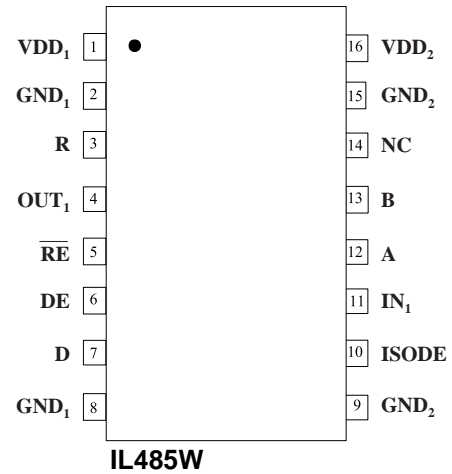 VDD₁ 1 16 VDD₂
GND₁ 2 15 GND₂
R 3 14 NC
OUT₁ 4 13 B
R̅E̅ 5 12 A
DE 6 11 IN₁
D 7 10 ISODE
GND₁ 8 9 GND₂
IL485W